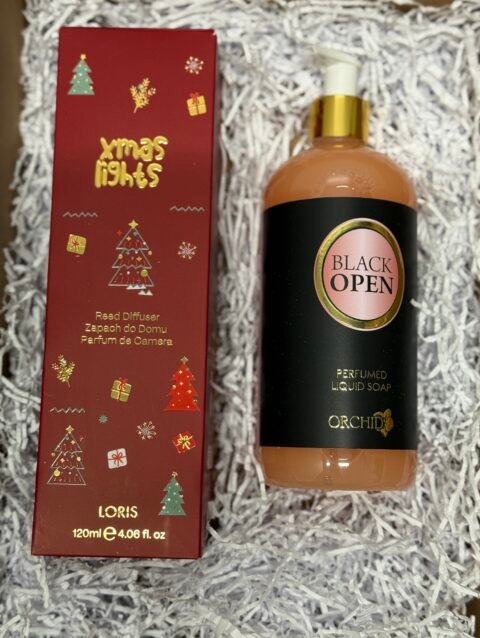 xmas
lights
Reed Diffuser
Zapach do Domu
Parfum de Camera
LORIS
120ml e 4.06 fl. oz
BLACK
OPEN
PERFUMED
LIQUID SOAP
ORCHID